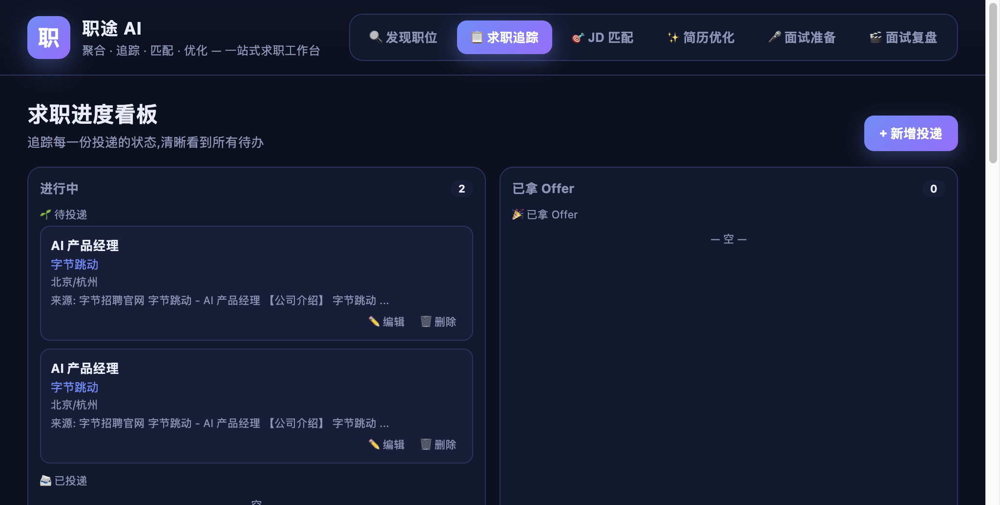 职
职途 AI
聚合 · 追踪 · 匹配 · 优化 — 一站式求职工作台
🔍 发现职位
📋 求职追踪
🎯 JD 匹配
✨ 简历优化
🎤 面试准备
🎬 面试复盘
求职进度看板
追踪每一份投递的状态,清晰看到所有待办
+ 新增投递
进行中 2
🌱 待投递
AI 产品经理
字节跳动
北京/杭州
来源: 字节招聘官网 字节跳动 - AI 产品经理 【公司介绍】 字节跳动 ...
✏️ 编辑 🗑️ 删除
AI 产品经理
字节跳动
北京/杭州
来源: 字节招聘官网 字节跳动 - AI 产品经理 【公司介绍】 字节跳动 ...
✏️ 编辑 🗑️ 删除
📨 已投递
已拿 Offer 0
🎉 已拿 Offer
— 空 —